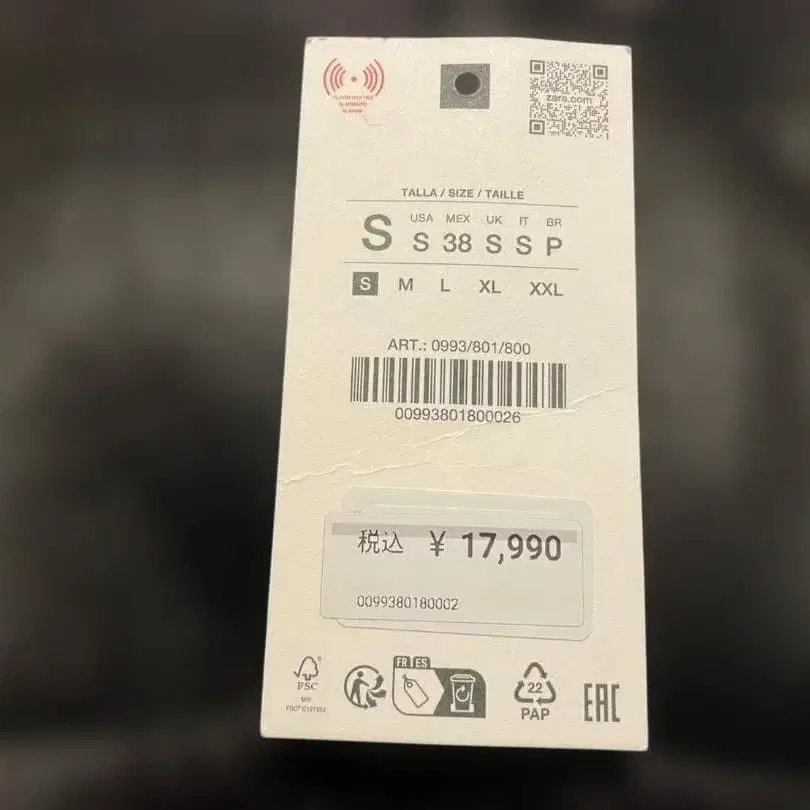 zara.com
TALLA / SIZE / TAILLE
USA MEX UK IT BR
S S 38 S S P
S M L XL XXL
ART.: 0993/801/800
00993801800026
税込 ¥ 17,990
0099380180002
FR ES
FSC
22
PAP
EAC